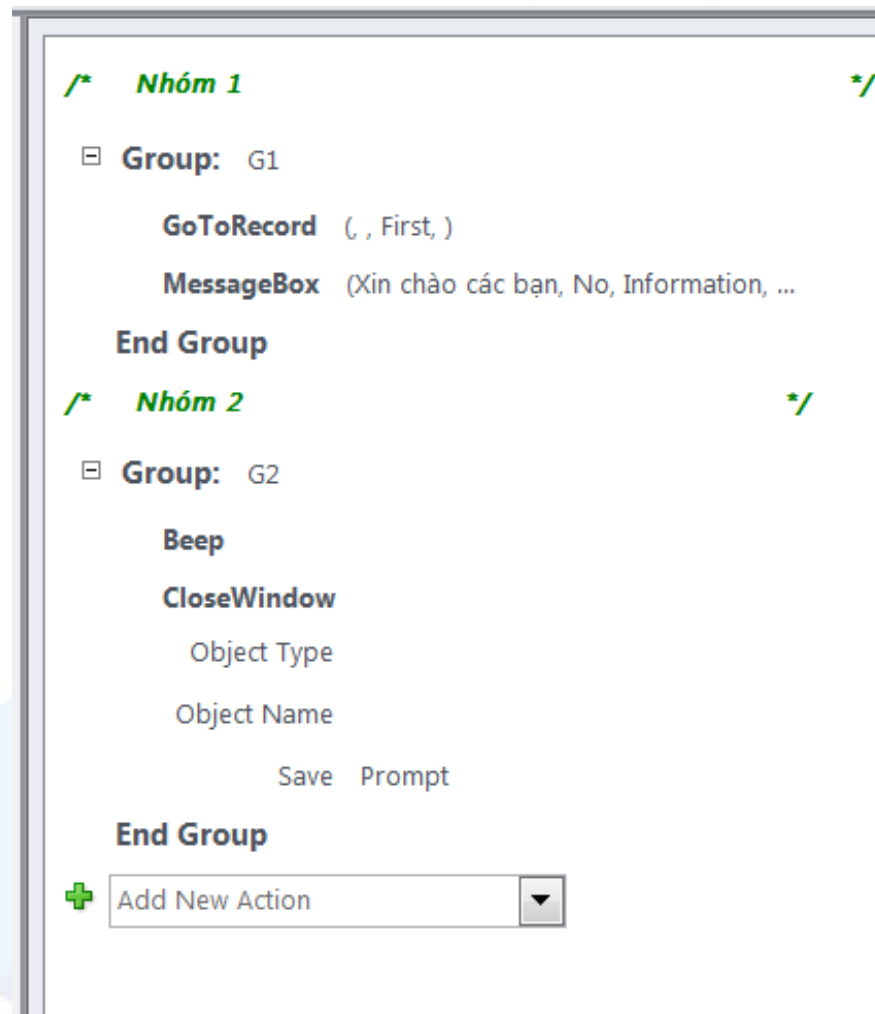 /* Nhóm 1 */
Group: G1
GoToRecord (, , First, )
MessageBox (Xin chào các bạn, No, Information, ...
End Group
/* Nhóm 2 */
Group: G2
Beep
CloseWindow
Object Type
Object Name
Save Prompt
End Group
Add New Action